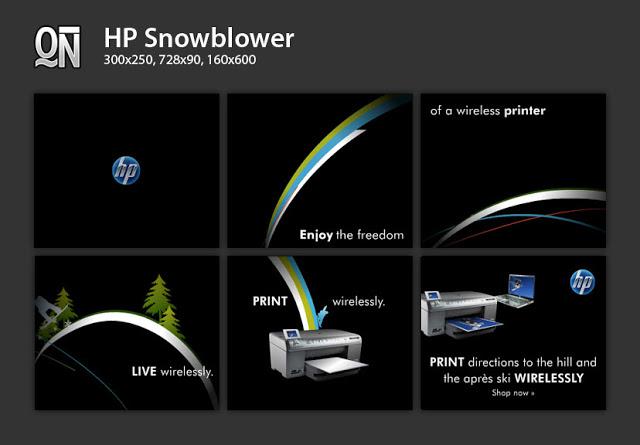 QN
HP Snowblower
300x250, 728x90, 160x600
hp
Enjoy the freedom
of a wireless printer
LIVE wirelessly.
PRINT wirelessly.
hp
PRINT directions to the hill and
the après ski WIRELESSLY
Shop now »